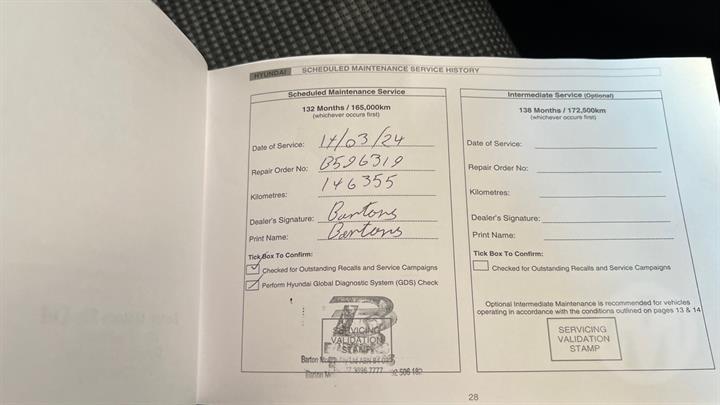 HYUNDAI SCHEDULED MAINTENANCE SERVICE HISTORY
Scheduled Maintenance Service
132 Months / 165,000km
(whichever occurs first)
Date of Service: 14/03/24
Repair Order No: B596319
Kilometres: 146355
Dealer's Signature: Bartons
Print Name: Bartons
Tick Box To Confirm:
Checked for Outstanding Recalls and Service Campaigns
Perform Hyundai Global Diagnostic System (GDS) Check
SERVICING
VALIDATION
STAMP
Intermediate Service (Optional)
138 Months / 172,500km
(whichever occurs first)
Date of Service:
Repair Order No:
Kilometres:
Dealer's Signature:
Print Name:
Tick Box To Confirm:
Checked for Outstanding Recalls and Service Campaigns
Optional Intermediate Maintenance is recommended for vehicles
operating in accordance with the conditions outlined on pages 13 & 14
SERVICING
VALIDATION
STAMP
28